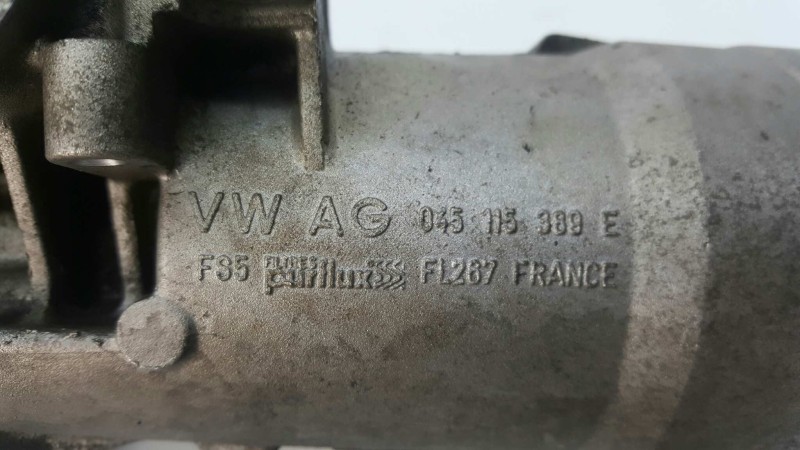 VW AG 045 115 389 E
F35 FILTRES purflux FL267 FRANCE